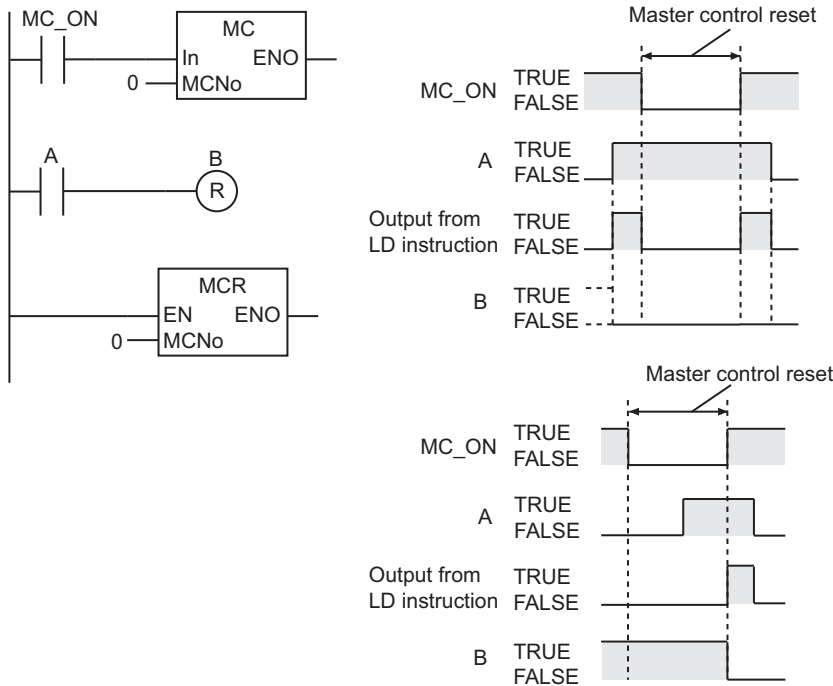 MC_ON
MC
In ENO
0 MCNo
A
B
R
MCR
EN ENO
0 MCNo
Master control reset
MC_ON TRUE
FALSE
A TRUE
FALSE
Output from TRUE
LD instruction FALSE
B TRUE
FALSE
Master control reset
MC_ON TRUE
FALSE
A TRUE
FALSE
Output from TRUE
LD instruction FALSE
B TRUE
FALSE